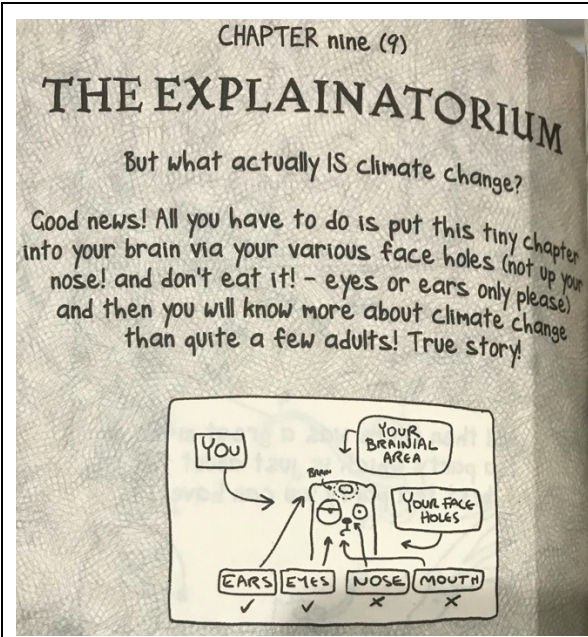 CHAPTER nine (9)
THE EXPLAINATORIUM
But what actually IS climate change?
Good news! All you have to do is put this tiny chapter
into your brain via your various face holes (not up your
nose! and don't eat it! - eyes or ears only please)
and then you will know more about climate change
than quite a few adults! True story!
YOU
YOUR
BRAINIAL
AREA
BRAIN
YOUR FACE
HOLES
EARS EYES NOSE MOUTH